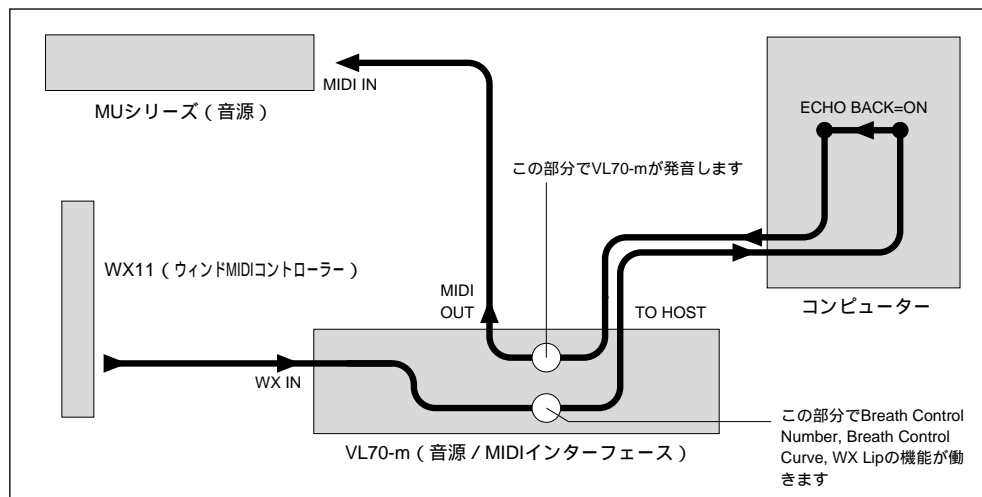 MIDI IN
MUシリーズ（音源）
ECHO BACK=ON
この部分でVL70-mが発音します
WX11（ウィンドMIDIコントローラー）
コンピューター
MIDI
OUT
TO HOST
WX IN
この部分でBreath Control
Number, Breath Control
Curve, WX Lipの機能が働
きます
VL70-m（音源 / MIDIインターフェース）